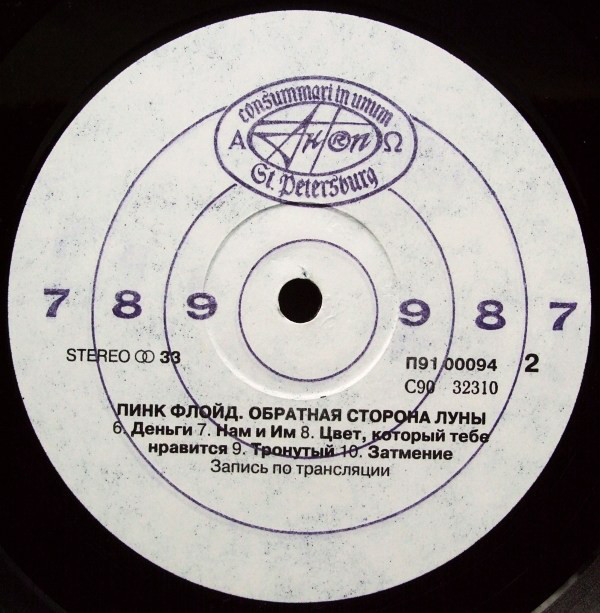 consummari in unum
А Ω
St. Petersburg
7 8 9 9 8 7
STEREO 33
П91 00094 2
С90 32310
ПИНК ФЛОЙД. ОБРАТНАЯ СТОРОНА ЛУНЫ
6. Деньги 7. Нам и Им 8. Цвет, который тебе
нравится 9. Тронутый 10. Затмение
Запись по трансляции